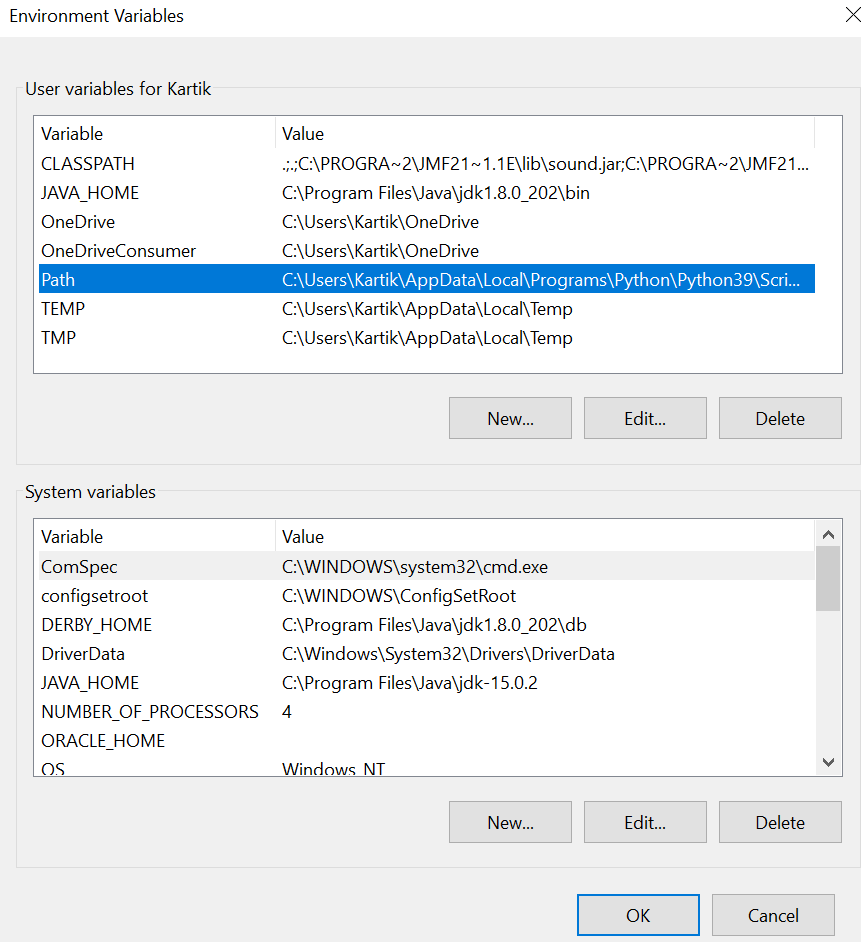 Environment Variables
User variables for Kartik
Variable Value
CLASSPATH .;.;C:\PROGRA~2\JMF21~1.1E\lib\sound.jar;C:\PROGRA~2\JMF21...
JAVA_HOME C:\Program Files\Java\jdk1.8.0_202\bin
OneDrive C:\Users\Kartik\OneDrive
OneDriveConsumer C:\Users\Kartik\OneDrive
Path C:\Users\Kartik\AppData\Local\Programs\Python\Python39\Scri...
TEMP C:\Users\Kartik\AppData\Local\Temp
TMP C:\Users\Kartik\AppData\Local\Temp
New... Edit... Delete
System variables
Variable Value
ComSpec C:\WINDOWS\system32\cmd.exe
configsetroot C:\WINDOWS\ConfigSetRoot
DERBY_HOME C:\Program Files\Java\jdk1.8.0_202\db
DriverData C:\Windows\System32\Drivers\DriverData
JAVA_HOME C:\Program Files\Java\jdk-15.0.2
NUMBER_OF_PROCESSORS 4
ORACLE_HOME
OS Windows_NT
New... Edit... Delete
OK Cancel